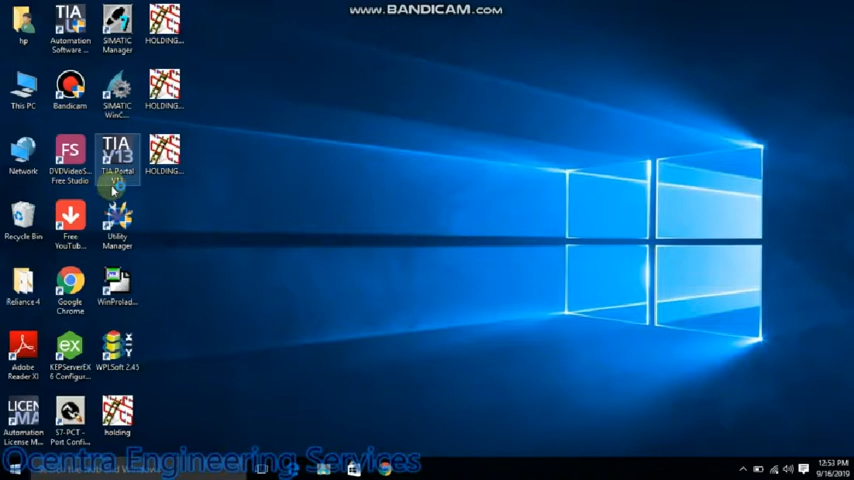 www.BANDICAM.com
hp
Automation
Software ...
SIMATIC
Manager
HOLDING...
This PC
Bandicam
SIMATIC
WinC...
HOLDING...
Network
FS
DVDVideoS...
Free Studio
TIA
V13
TIA Portal
HOLDING...
Recycle Bin
Free
YouTub...
Utility
Manager
Reliance 4
Google
Chrome
WinProlad...
Adobe
Reader XI
ex
KEPServerEX
6 Configur...
WPLSoft 2.45
Automation
License M...
S7-PCT -
Port Confi...
holding
Ocentra Engineering Services
12:53 PM
9/18/2019